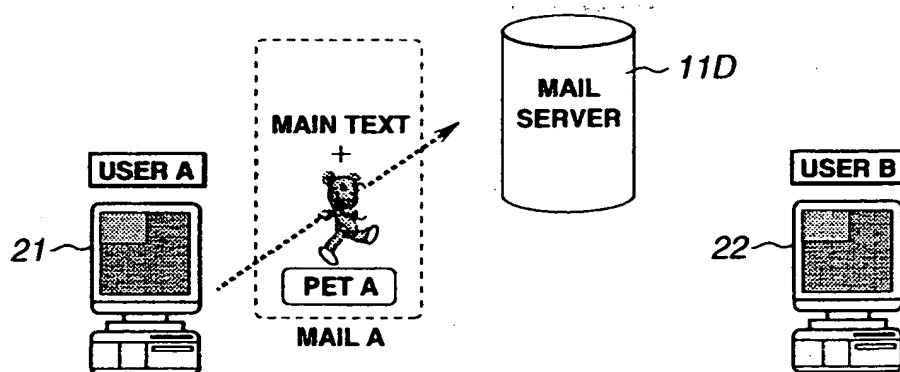 MAIL
SERVER
11D
MAIN TEXT
+
USER A
USER B
21
22
PET A
MAIL A